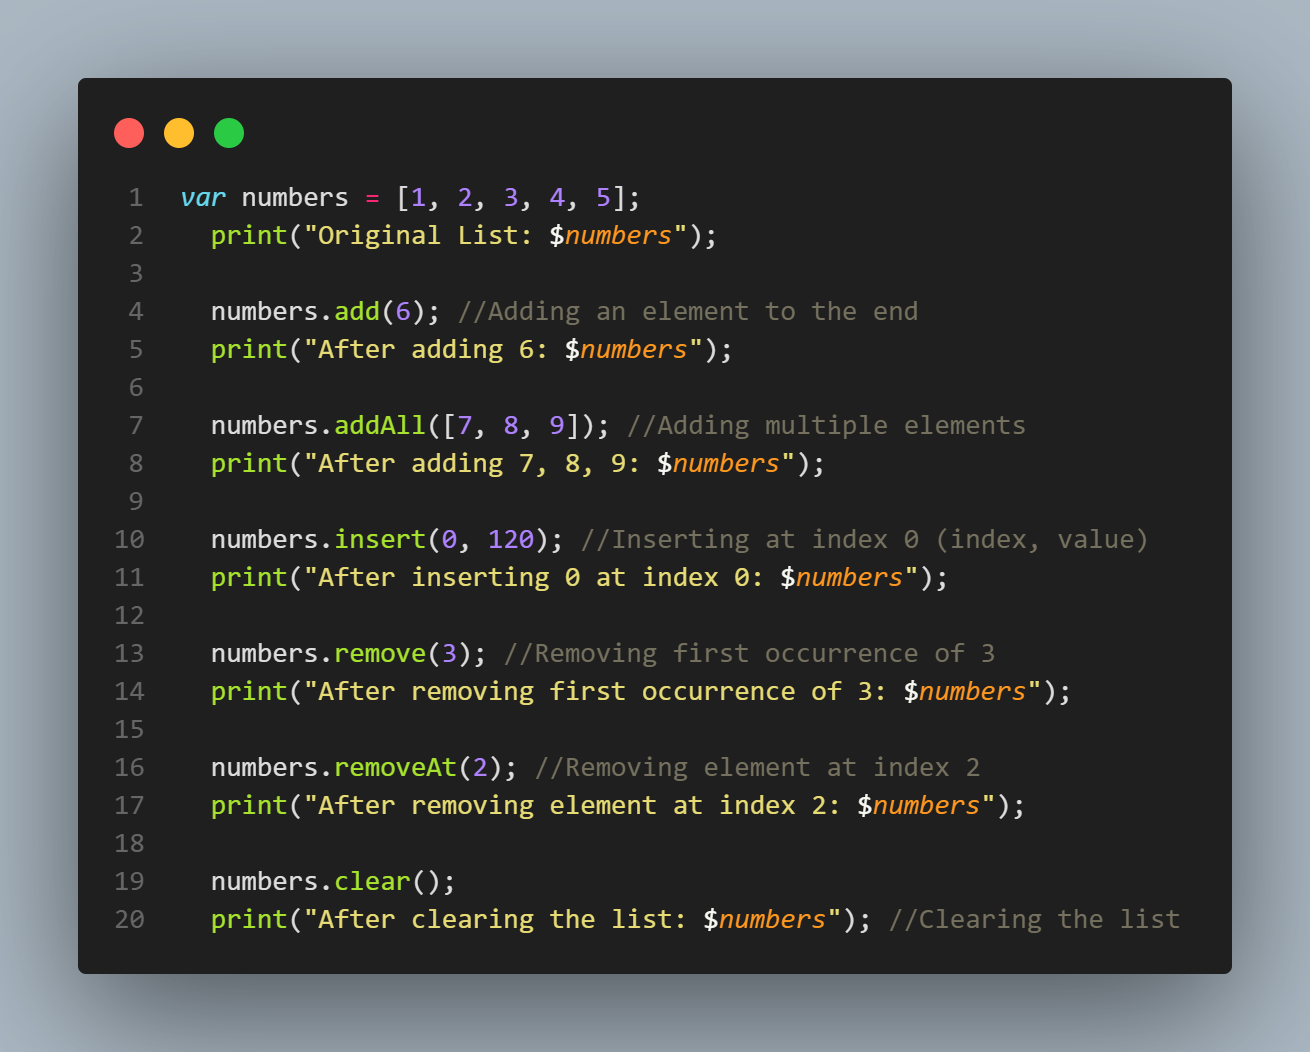 1 var numbers = [1, 2, 3, 4, 5];
2 print("Original List: $numbers");
3
4 numbers.add(6); //Adding an element to the end
5 print("After adding 6: $numbers");
6
7 numbers.addAll([7, 8, 9]); //Adding multiple elements
8 print("After adding 7, 8, 9: $numbers");
9
10 numbers.insert(0, 120); //Inserting at index 0 (index, value)
11 print("After inserting 0 at index 0: $numbers");
12
13 numbers.remove(3); //Removing first occurrence of 3
14 print("After removing first occurrence of 3: $numbers");
15
16 numbers.removeAt(2); //Removing element at index 2
17 print("After removing element at index 2: $numbers");
18
19 numbers.clear();
20 print("After clearing the list: $numbers"); //Clearing the list